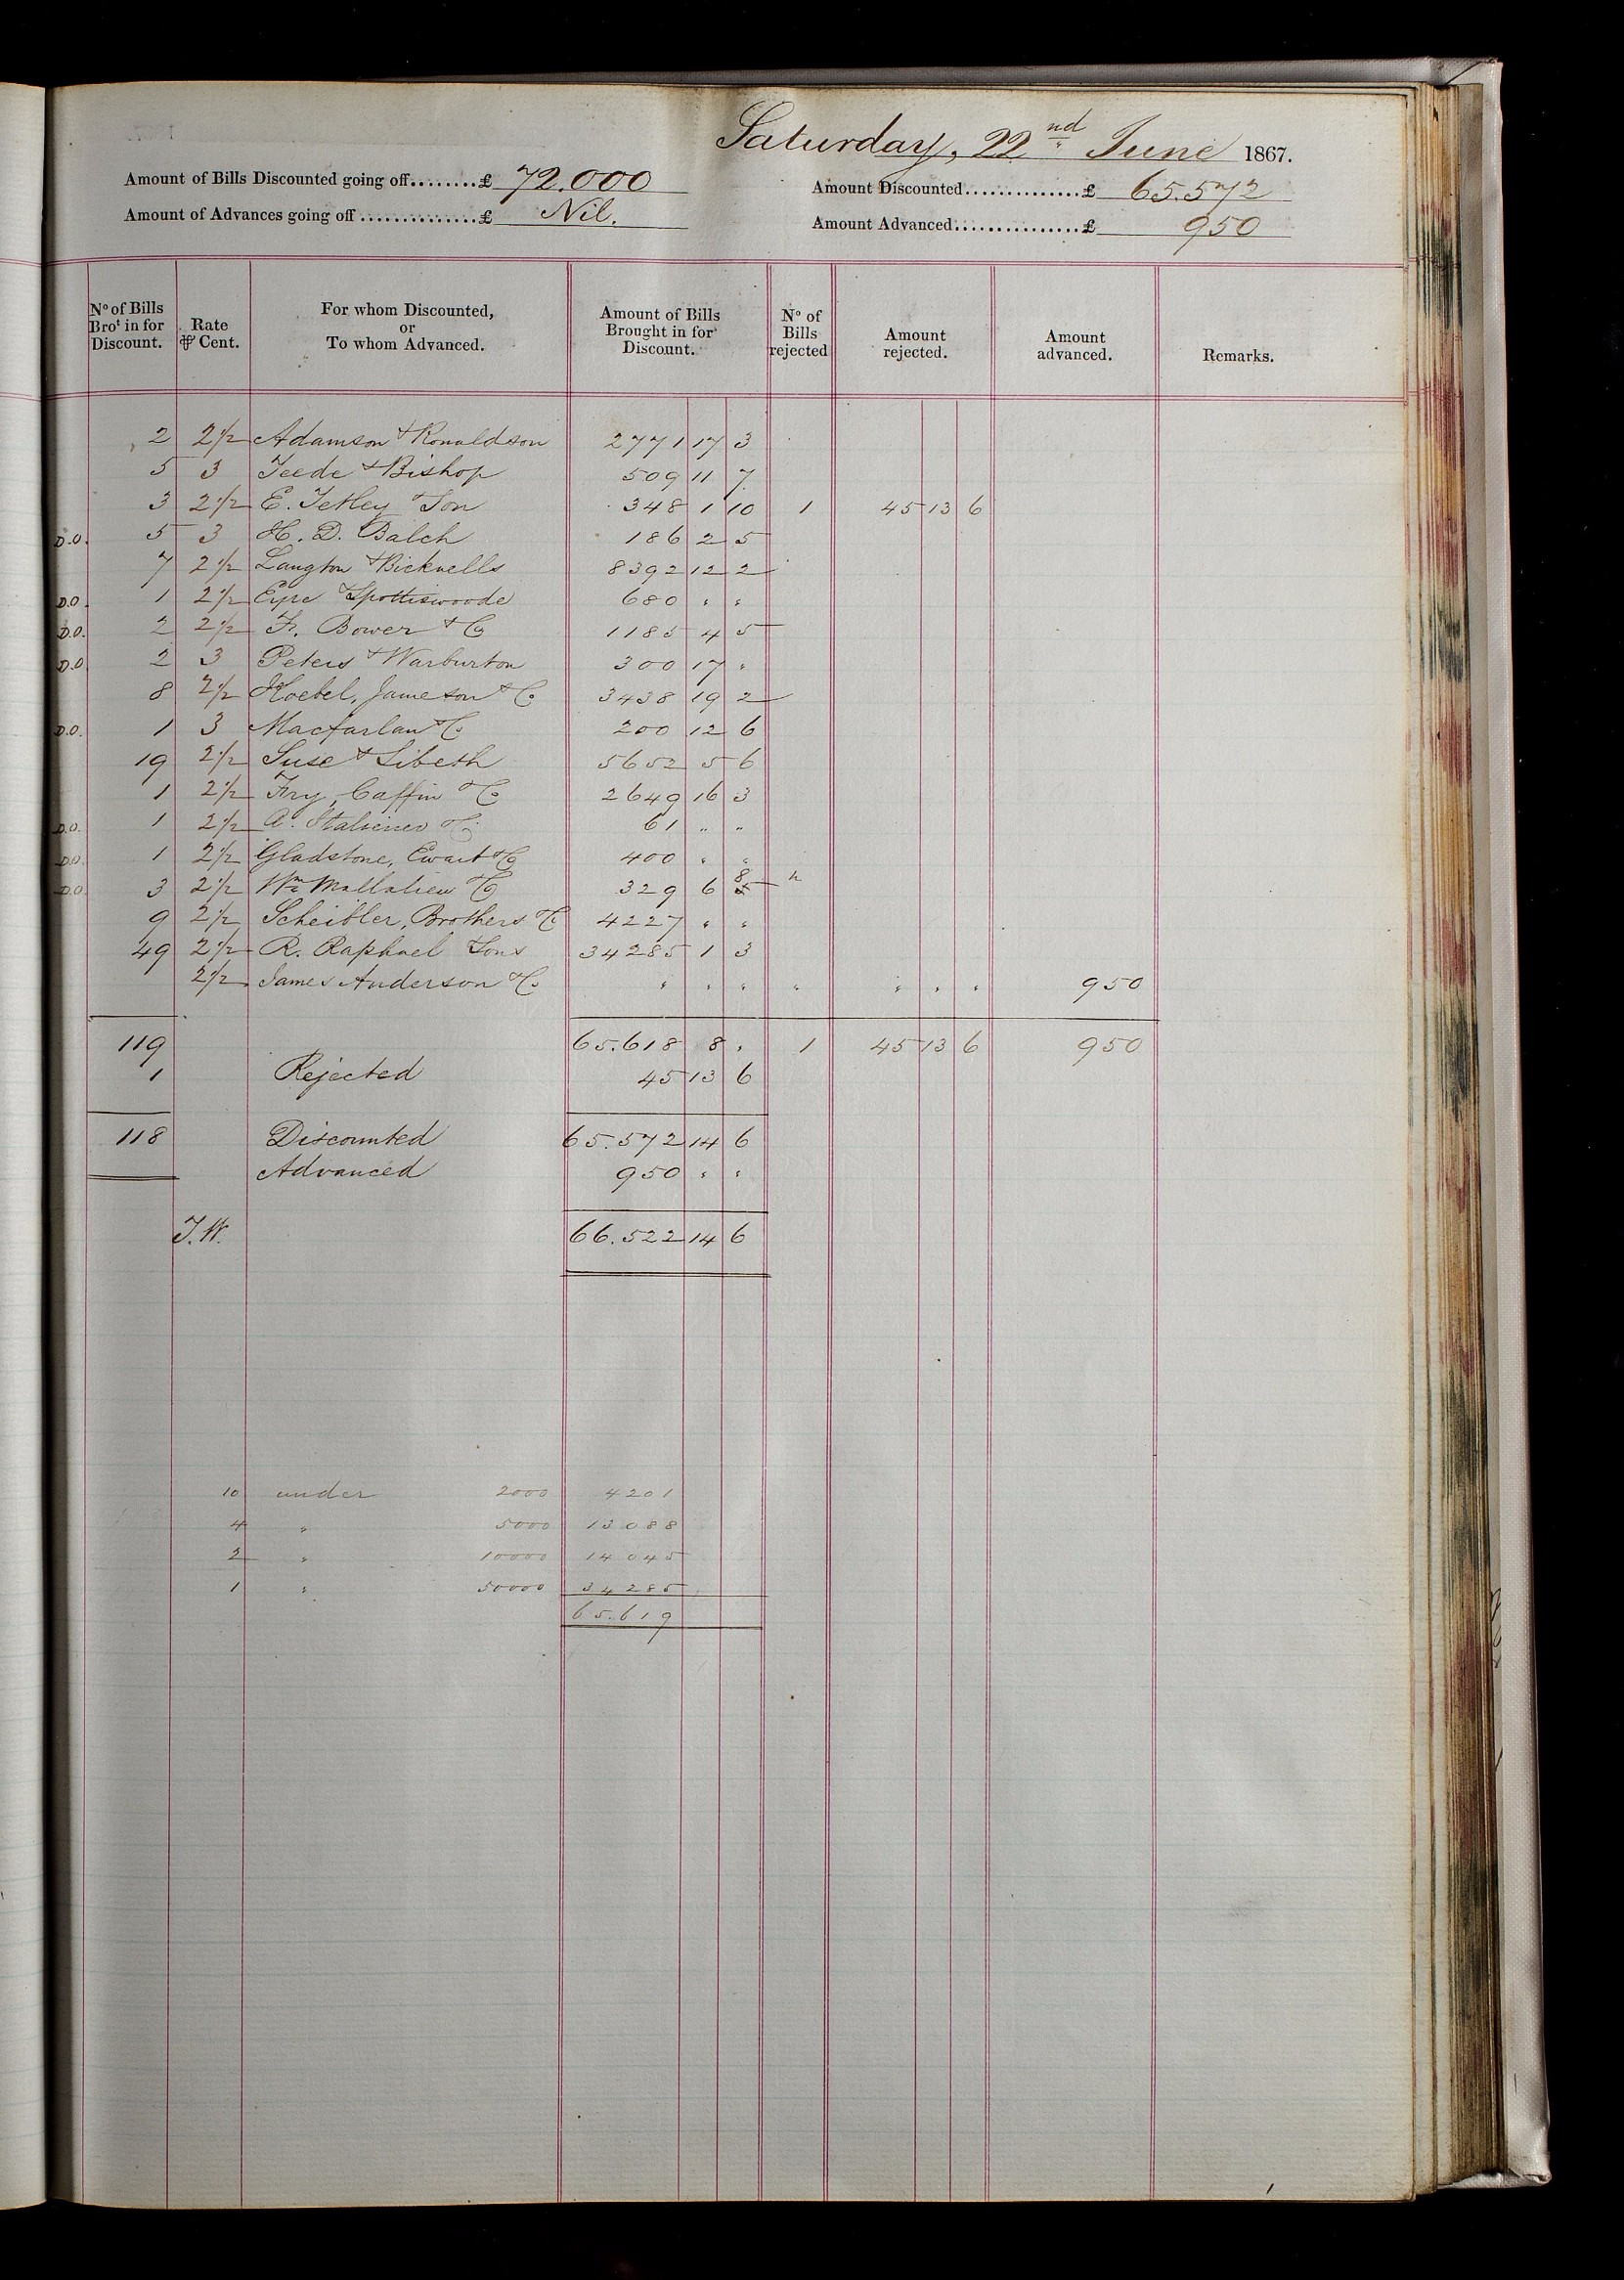 Saturday, 22nd June 1867.
Amount of Bills Discounted going off........£ 72.000
Amount Discounted..............£ 65.572
Amount of Advances going off...............£ Nil.
Amount Advanced................£ 950
No of Bills Brot in for Discount. Rate ⅌ Cent. For whom Discounted, or To whom Advanced. Amount of Bills Brought in for Discount. No of Bills rejected Amount rejected. Amount advanced. Remarks.
2 2½ Adamson & Ronaldson 2771 17 3
5 3 Teede & Bishop 509 11 7
3 2½ E. Tetley & Son 348 1 10 1 45 13 6
D.O. 5 3 H. D. Balch 186 2 5
7 2½ Langton & Bicknells 8392 12 2
D.O. 1 2½ Eyre & Spottiswoode 680 " "
D.O. 2 2½ Fr. Bower & Co 1185 4 5
D.O. 2 3 Peters & Warburton 300 17 "
8 2½ Jameson & Co 3438 19 2
D.O. 1 3 Macfarlan & Co 200 12 6
19 2½ Suse & Sibeth 5652 5 6
1 2½ Fry, Caffin & Co 2649 16 3
D.O. 1 2½ A. & Co 61 " "
D.O. 1 2½ Gladstone, Ewart & Co 400 " "
D.O. 3 2½ Wm Mallalieu & Co 329 6 8
9 2½ Scheibler, Brothers & Co 4227 " "
49 2½ R. Raphael & Sons 34285 1 3
2½ James Anderson & Co " " " " " " " 950
119 65.618 8 " 1 45 13 6 950
1 Rejected 45 13 6
118 Discounted 65.572 14 6
Advanced 950 " "
J.W. 66.522 14 6
10 under 2000 4201
4 " 5000 13088
2 " 10000 14045
1 " 50000 34285
65.619